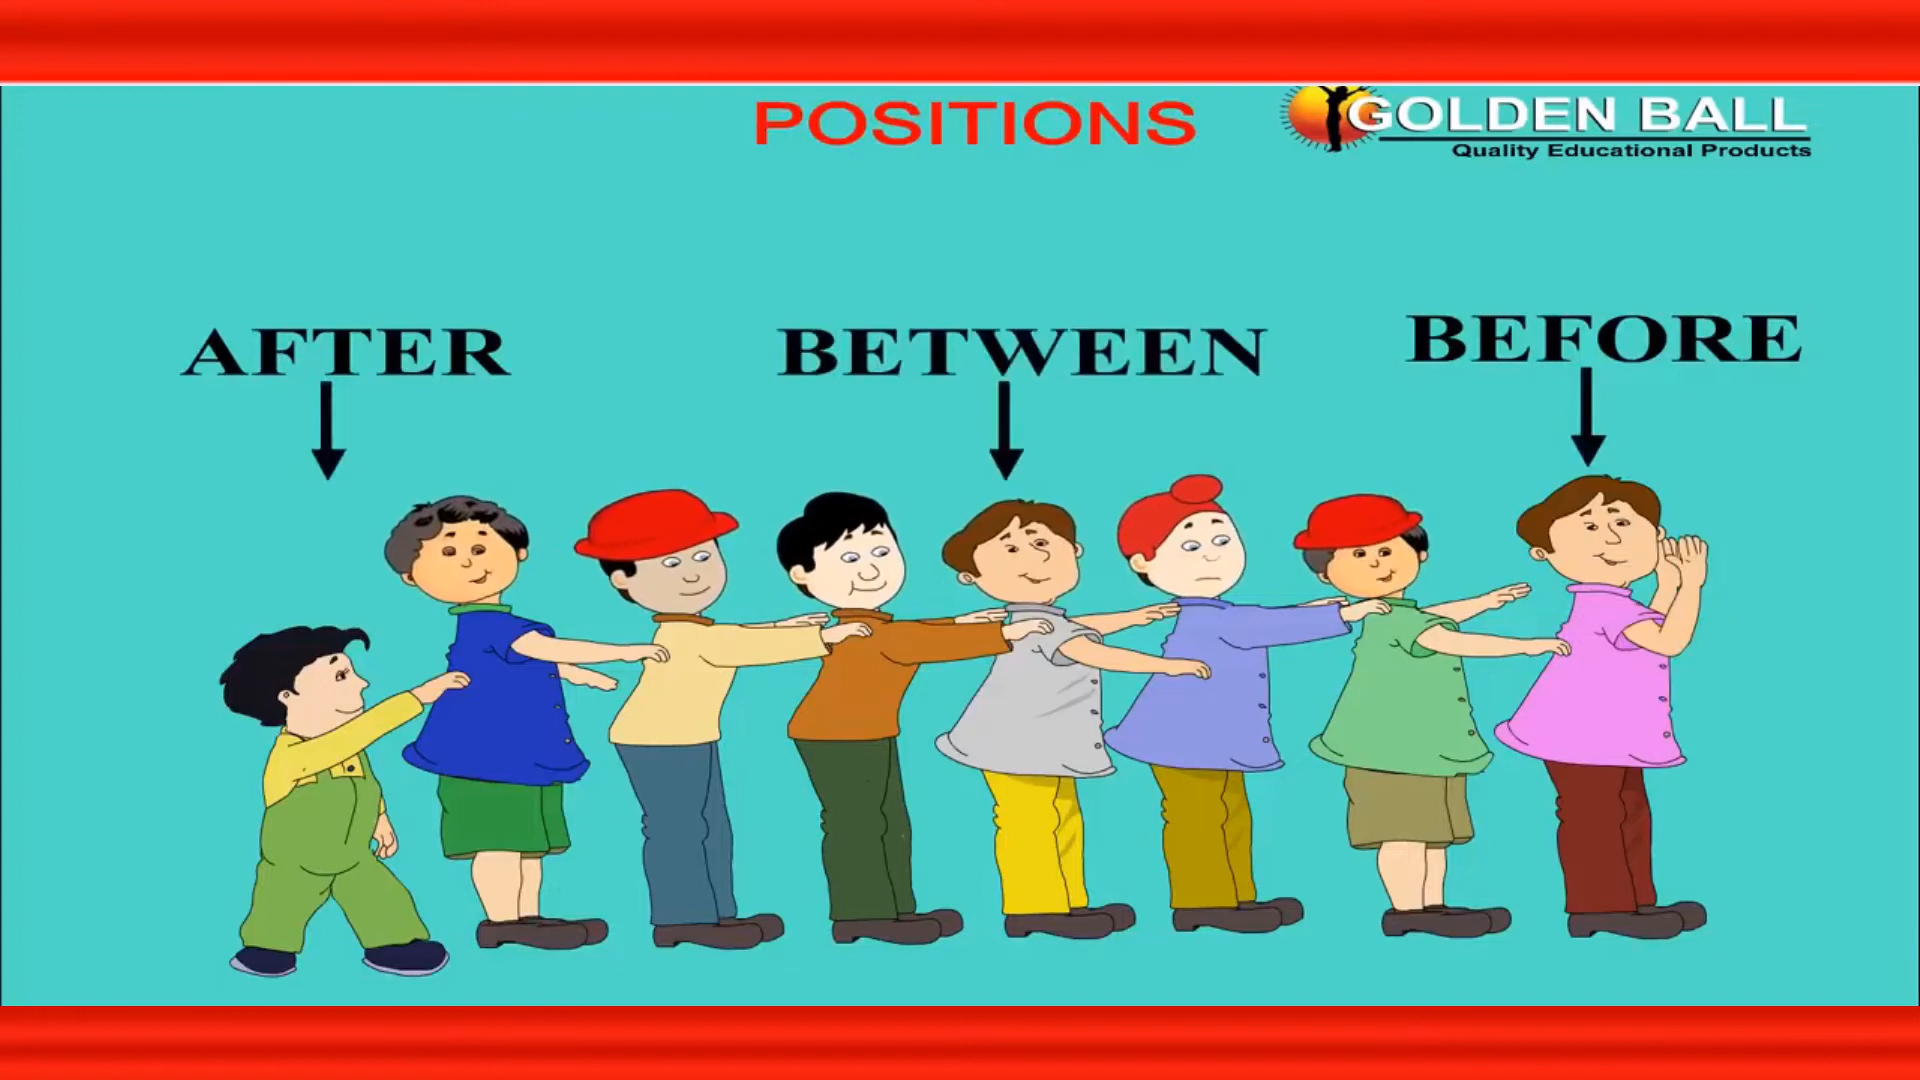 POSITIONS
GOLDEN BALL
Quality Educational Products
AFTER
BETWEEN
BEFORE